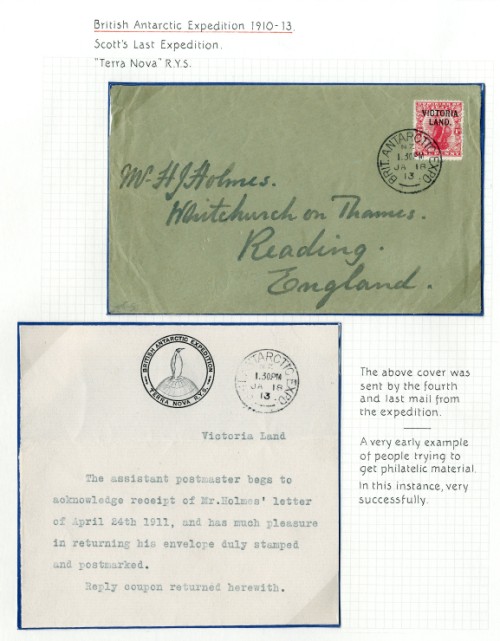 British Antarctic Expedition 1910-13.
Scott's Last Expedition.
"Terra Nova" R.Y.S.
VICTORIA
LAND.
BRIT. ANTARCTIC EXPD.
N Z
1.30PM
JA 18
13
Mr. H J Holmes.
Whitchurch on Thames.
Reading.
England.
BRITISH ANTARCTIC EXPEDITION
TERRA NOVA R.Y.S.
BRIT. ANTARCTIC EXPD.
1.30PM
JA 18
13
Victoria Land
The assistant postmaster begs to
acknowledge receipt of Mr.Holmes' letter
of April 24th 1911, and has much pleasure
in returning his envelope duly stamped
and postmarked.
Reply coupon returned herewith.
The above cover was
sent by the fourth
and last mail from
the expedition.
A very early example
of people trying to
get philatelic material.
In this instance, very
successfully.